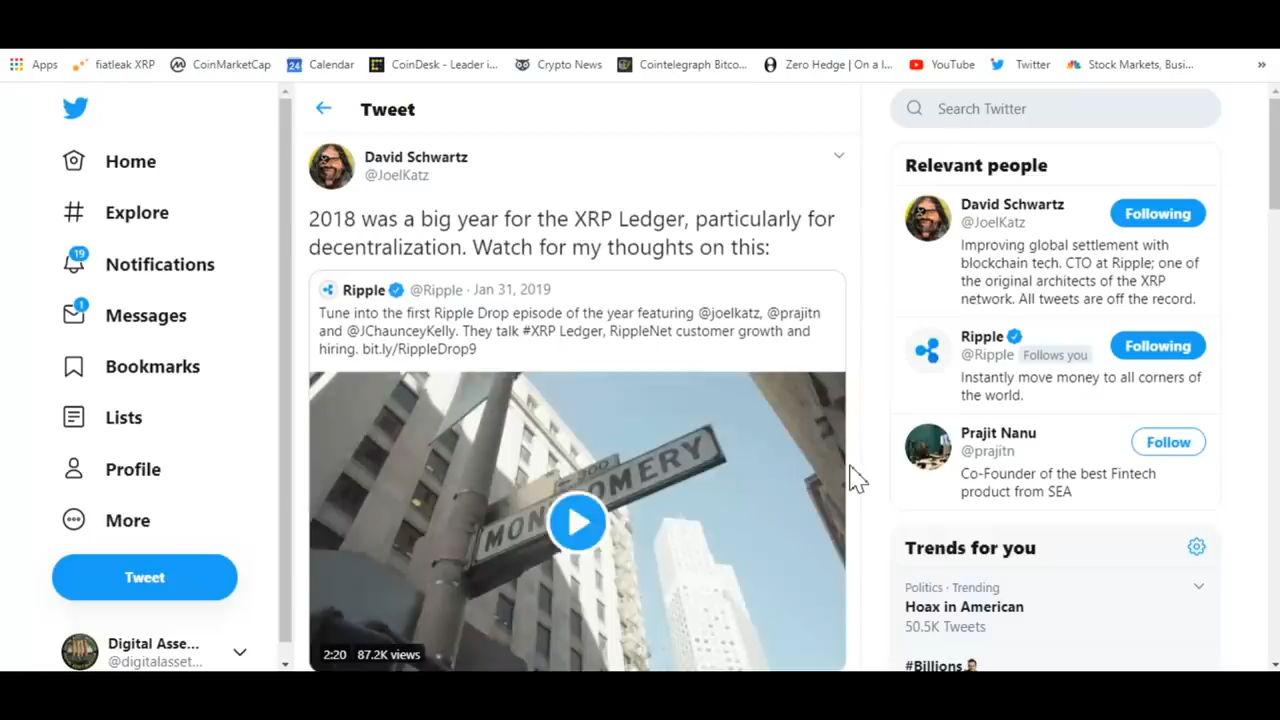 Apps fiatleak XRP CoinMarketCap 24 Calendar CoinDesk - Leader i... Crypto News Cointelegraph Bitco... Zero Hedge | On a l... YouTube Twitter Stock Markets, Busi... »
Home
Explore
19
Notifications
1
Messages
Bookmarks
Lists
Profile
More
Tweet
Digital Asse...
@digitalasset...
Tweet
David Schwartz
@JoelKatz
2018 was a big year for the XRP Ledger, particularly for
decentralization. Watch for my thoughts on this:
Ripple @Ripple · Jan 31, 2019
Tune into the first Ripple Drop episode of the year featuring @joelkatz, @prajitn
and @JChaunceyKelly. They talk #XRP Ledger, RippleNet customer growth and
hiring. bit.ly/RippleDrop9
300
MON OMERY
2:20 87.2K views
Search Twitter
Relevant people
David Schwartz
@JoelKatz
Following
Improving global settlement with
blockchain tech. CTO at Ripple; one of
the original architects of the XRP
network. All tweets are off the record.
Ripple
@Ripple Follows you
Following
Instantly move money to all corners of
the world.
Prajit Nanu
@prajitn
Follow
Co-Founder of the best Fintech
product from SEA
Trends for you
Politics · Trending
Hoax in American
50.5K Tweets
#Billions